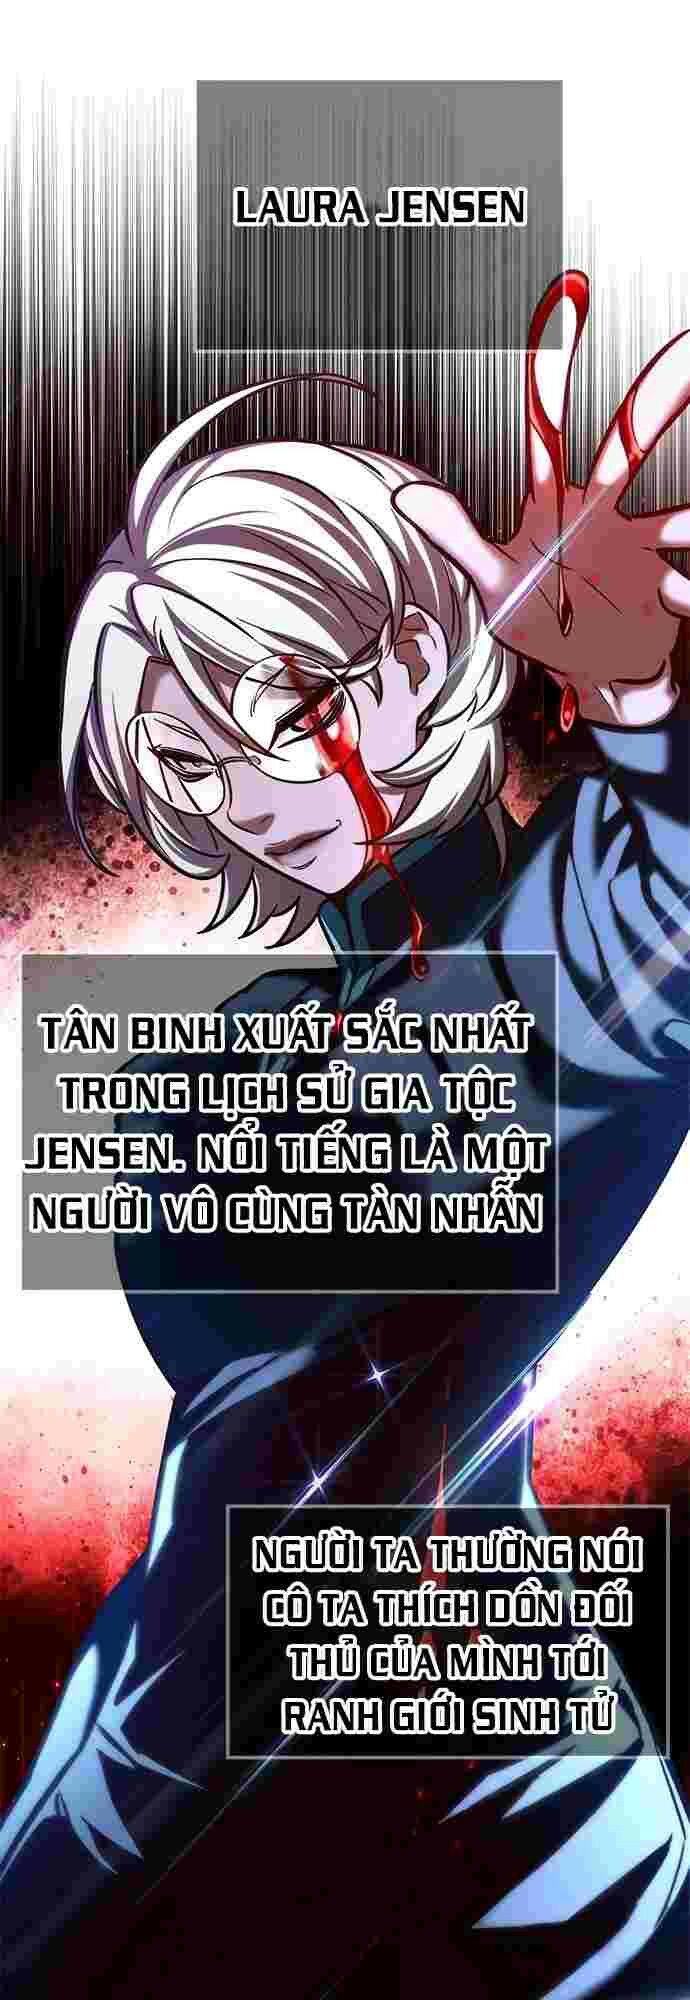 LAURA JENSEN
TÂN BINH XUẤT SẮC NHẤT
TRONG LỊCH SỬ GIA TỘC
JENSEN. NỔI TIẾNG LÀ MỘT
NGƯỜI VÔ CÙNG TÀN NHẪN
NGƯỜI TA THƯỜNG NÓI
CÔ TA THÍCH DỒN ĐỐI
THỦ CỦA MÌNH TỚI
RANH GIỚI SINH TỬ